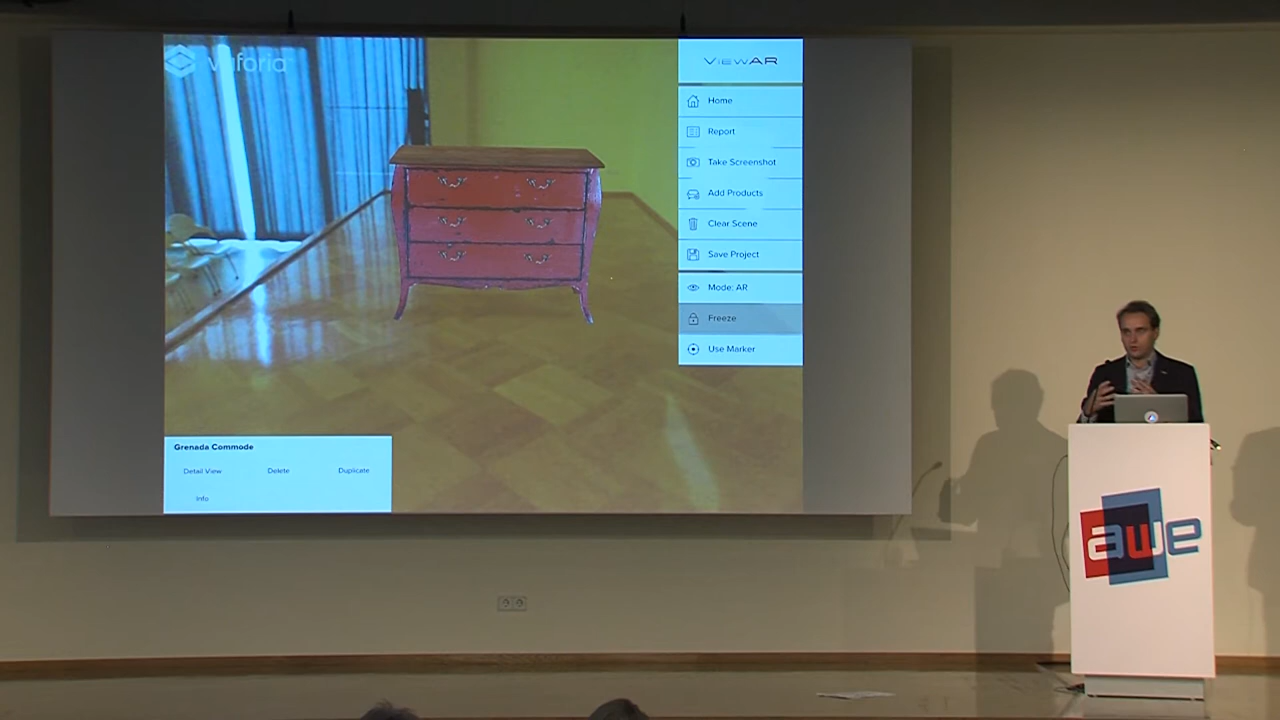 vuforia
VIEWAR
Home
Report
Take Screenshot
Add Products
Clear Scene
Save Project
Mode: AR
Freeze
Use Marker
Grenada Commode
Detail View Delete Duplicate
Info
awe